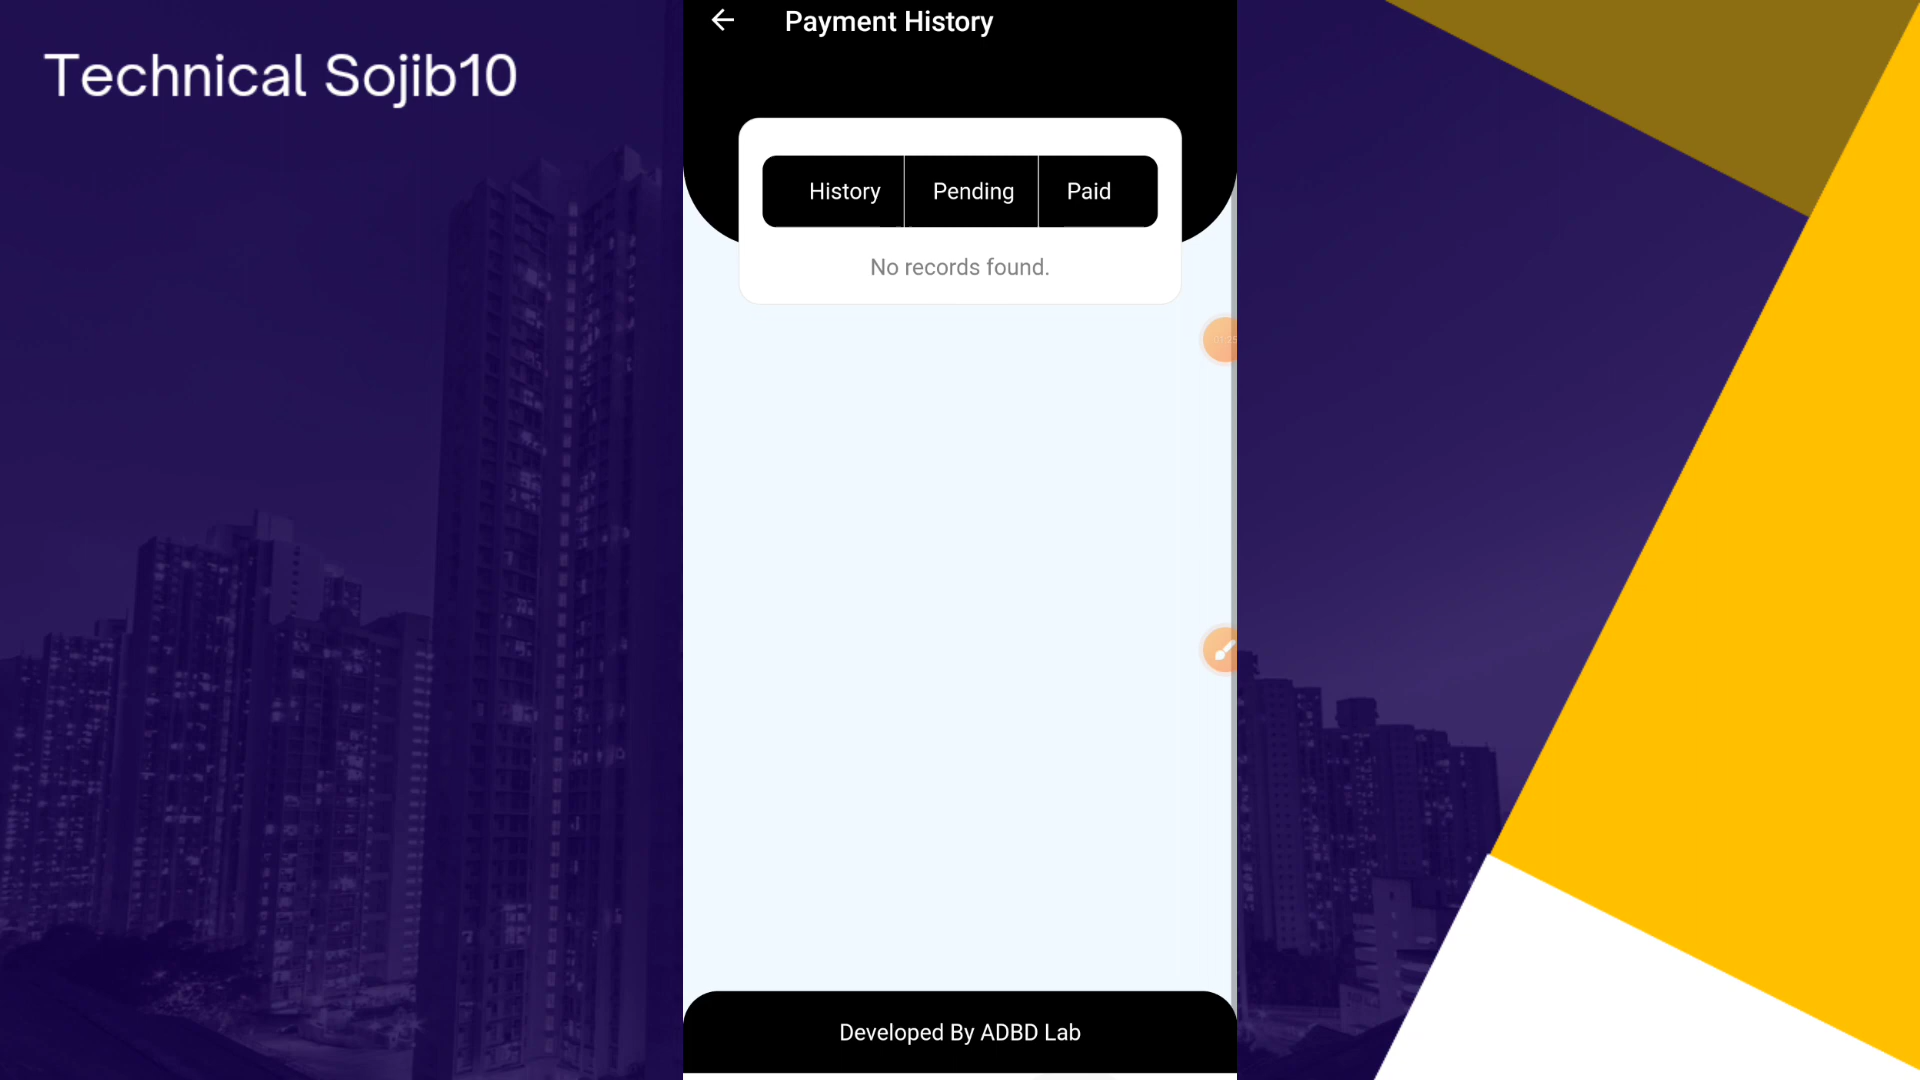 Technical Sojib10
Payment History
History Pending Paid
No records found.
Developed By ADBD Lab